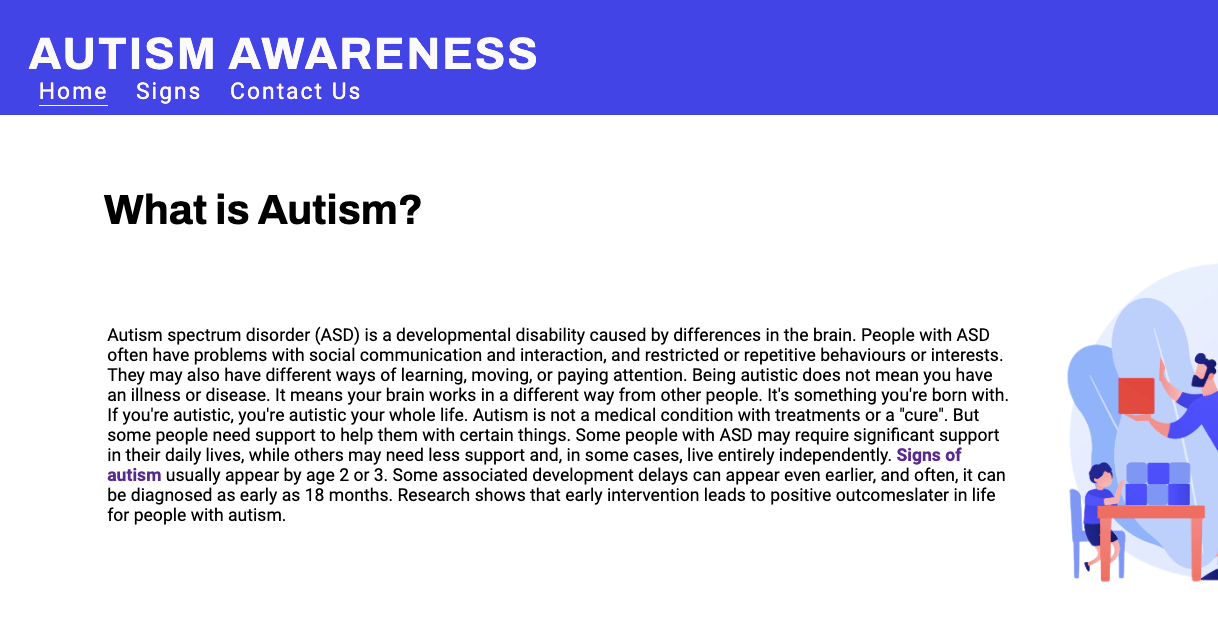 AUTISM AWARENESS
Home Signs Contact Us
What is Autism?
Autism spectrum disorder (ASD) is a developmental disability caused by differences in the brain. People with ASD
often have problems with social communication and interaction, and restricted or repetitive behaviours or interests.
They may also have different ways of learning, moving, or paying attention. Being autistic does not mean you have
an illness or disease. It means your brain works in a different way from other people. It's something you're born with.
If you're autistic, you're autistic your whole life. Autism is not a medical condition with treatments or a "cure". But
some people need support to help them with certain things. Some people with ASD may require significant support
in their daily lives, while others may need less support and, in some cases, live entirely independently. Signs of
autism usually appear by age 2 or 3. Some associated development delays can appear even earlier, and often, it can
be diagnosed as early as 18 months. Research shows that early intervention leads to positive outcomeslater in life
for people with autism.